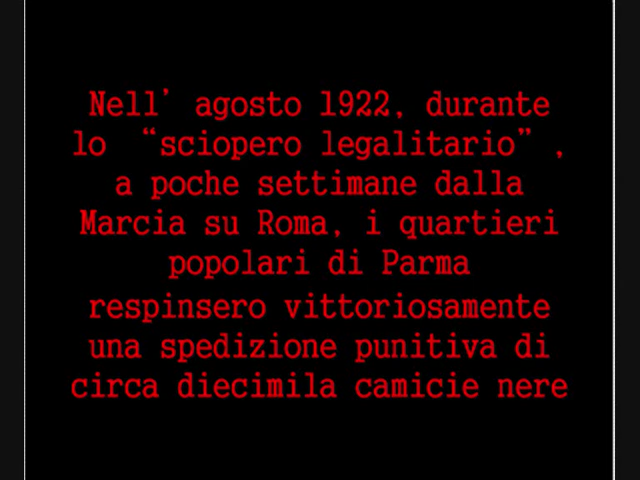 Nell’ agosto 1922, durante
lo “sciopero legalitario”,
a poche settimane dalla
Marcia su Roma, i quartieri
popolari di Parma
respinsero vittoriosamente
una spedizione punitiva di
circa diecimila camicie nere